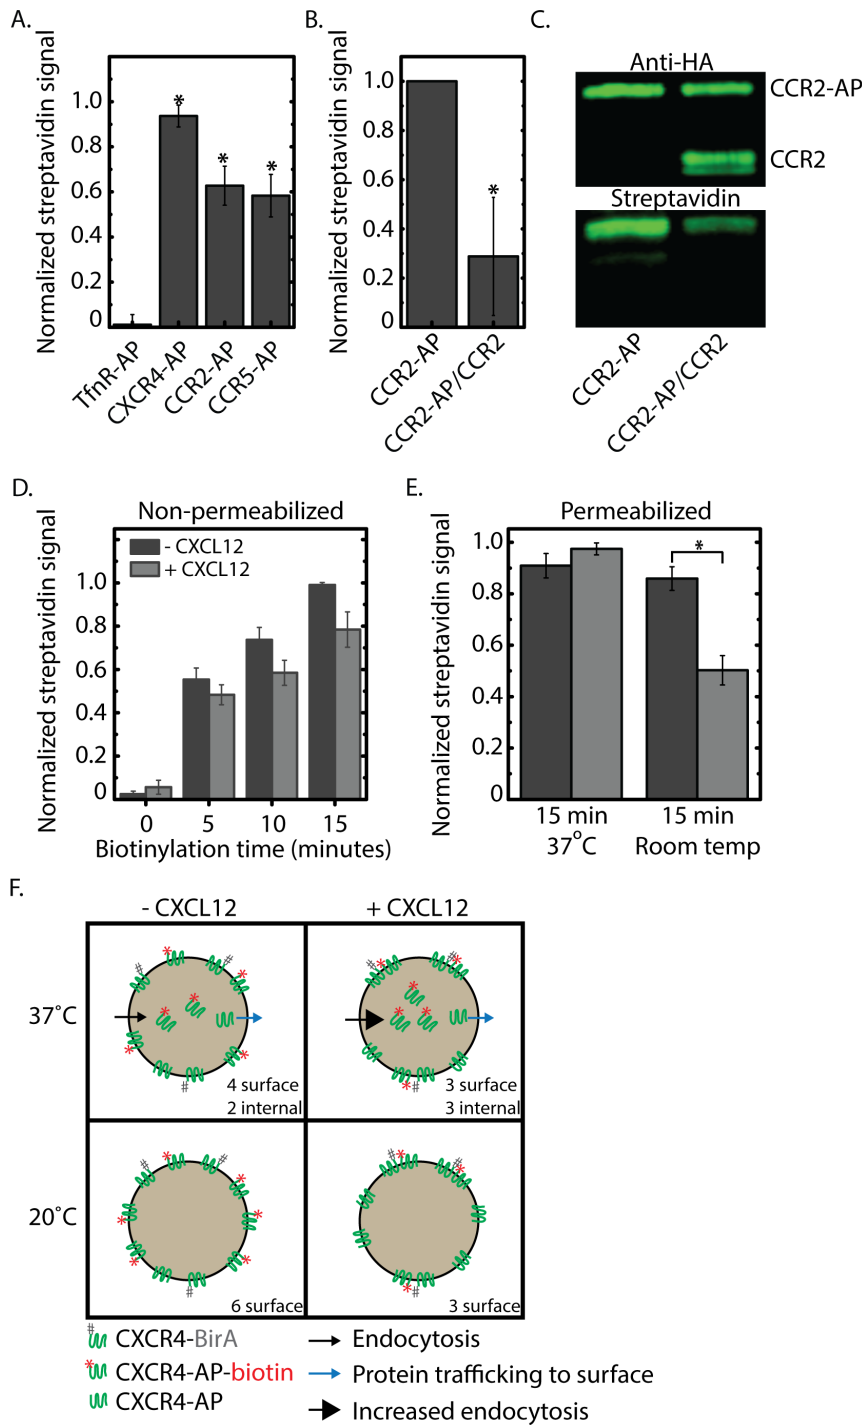 A.
Normalized streptavidin signal
1.0
0.8
0.6
0.4
0.2
0
*
*
*
TfnR-AP
CXCR4-AP
CCR2-AP
CCR5-AP
B.
Normalized streptavidin signal
1.0
0.8
0.6
0.4
0.2
0
*
CCR2-AP
CCR2-AP/CCR2
C.
Anti-HA
CCR2-AP
CCR2
Streptavidin
CCR2-AP
CCR2-AP/CCR2
D.
Non-permeabilized
Normalized streptavidin signal
- CXCL12
+ CXCL12
1.0
0.8
0.6
0.4
0.2
0
0 5 10 15
Biotinylation time (minutes)
E.
Permeabilized
Normalized streptavidin signal
1.0
0.8
0.6
0.4
0.2
0
*
15 min 15 min
37°C Room temp
F.
- CXCL12 + CXCL12
37°C
4 surface
2 internal
3 surface
3 internal
20°C
6 surface
3 surface
CXCR4-BirA
CXCR4-AP-biotin
CXCR4-AP
Endocytosis
Protein trafficking to surface
Increased endocytosis